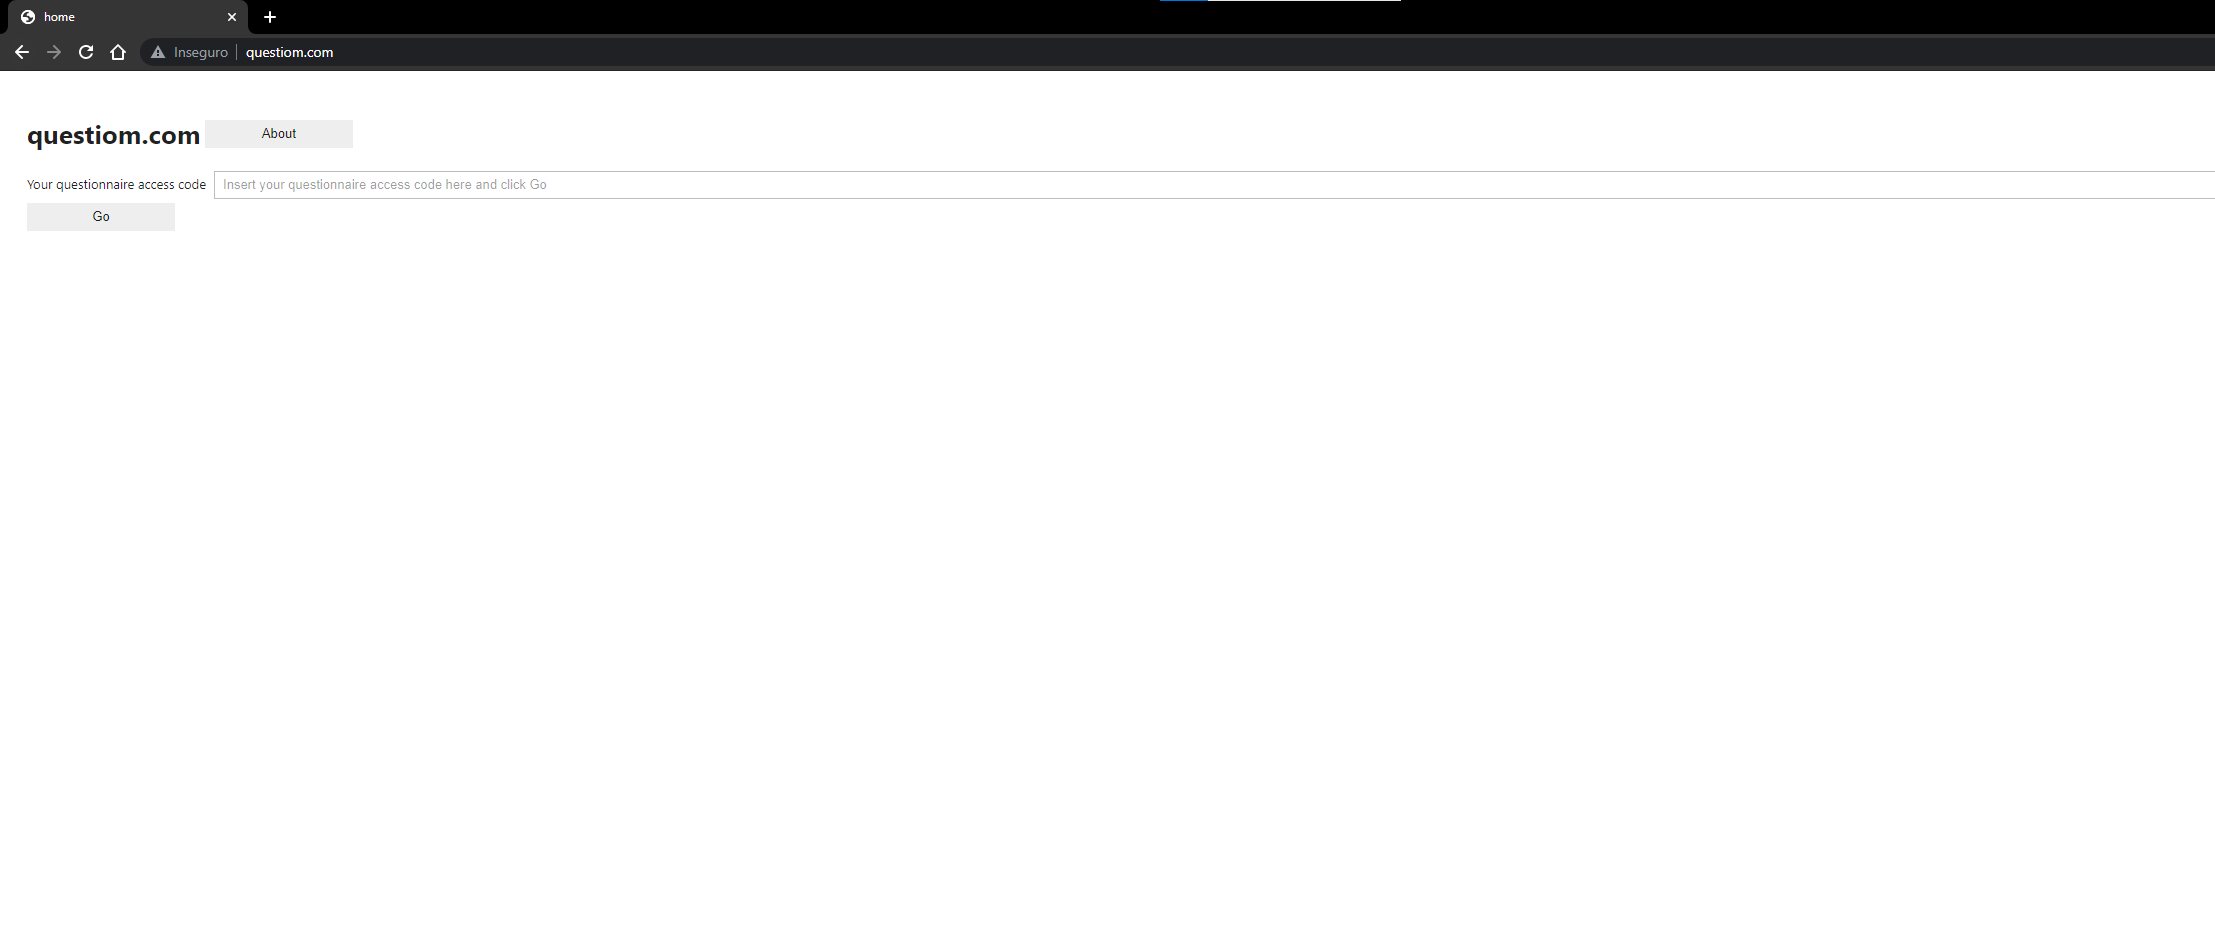 home
Inseguro questiom.com
questiom.com About
Your questionnaire access code Insert your questionnaire access code here and click Go
Go